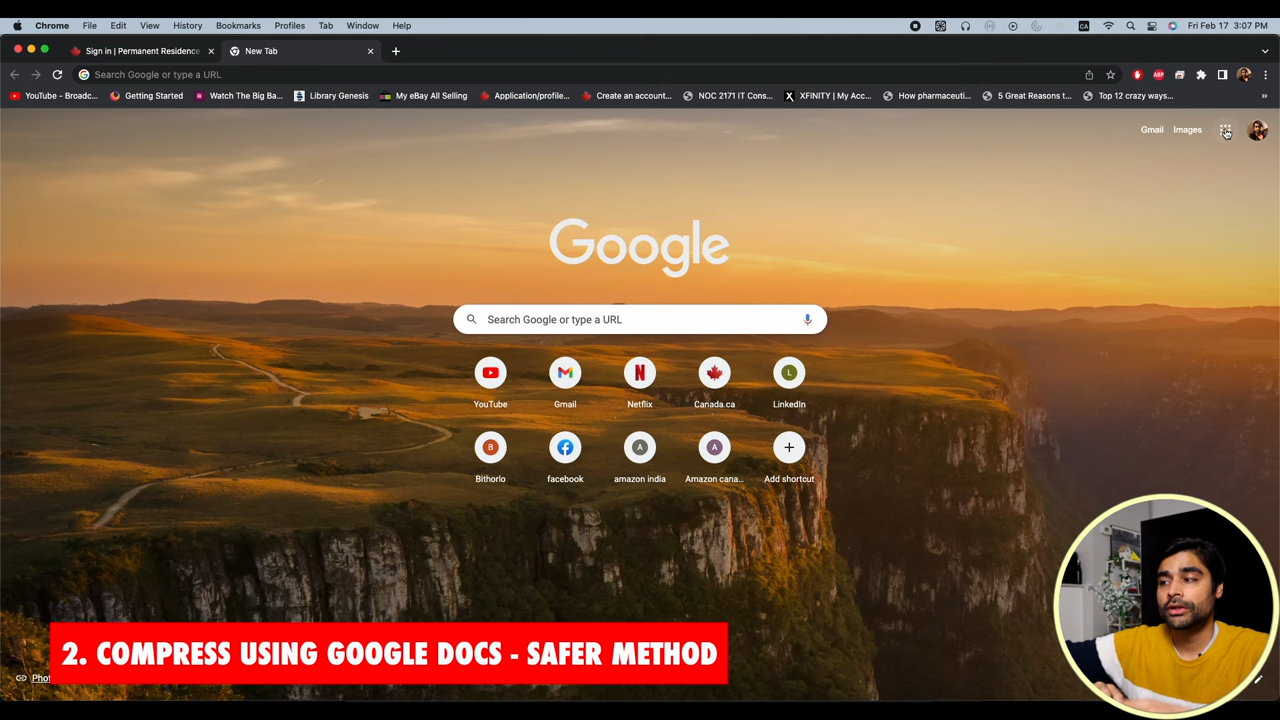 Chrome File Edit View History Bookmarks Profiles Tab Window Help
CA Fri Feb 17 3:07 PM
Sign in | Permanent Residence
New Tab
Search Google or type a URL
ABP
YouTube - Broadc...
Getting Started
Watch The Big Ba...
Library Genesis
My eBay All Selling
Application/profile...
Create an account...
NOC 2171 IT Cons...
XFINITY | My Acc...
How pharmaceuti...
5 Great Reasons t...
Top 12 crazy ways...
»
Gmail Images
Google
Search Google or type a URL
L
YouTube Gmail Netflix Canada.ca LinkedIn
B A A
Bithorlo facebook amazon india Amazon cana... Add shortcut
2. COMPRESS USING GOOGLE DOCS - SAFER METHOD